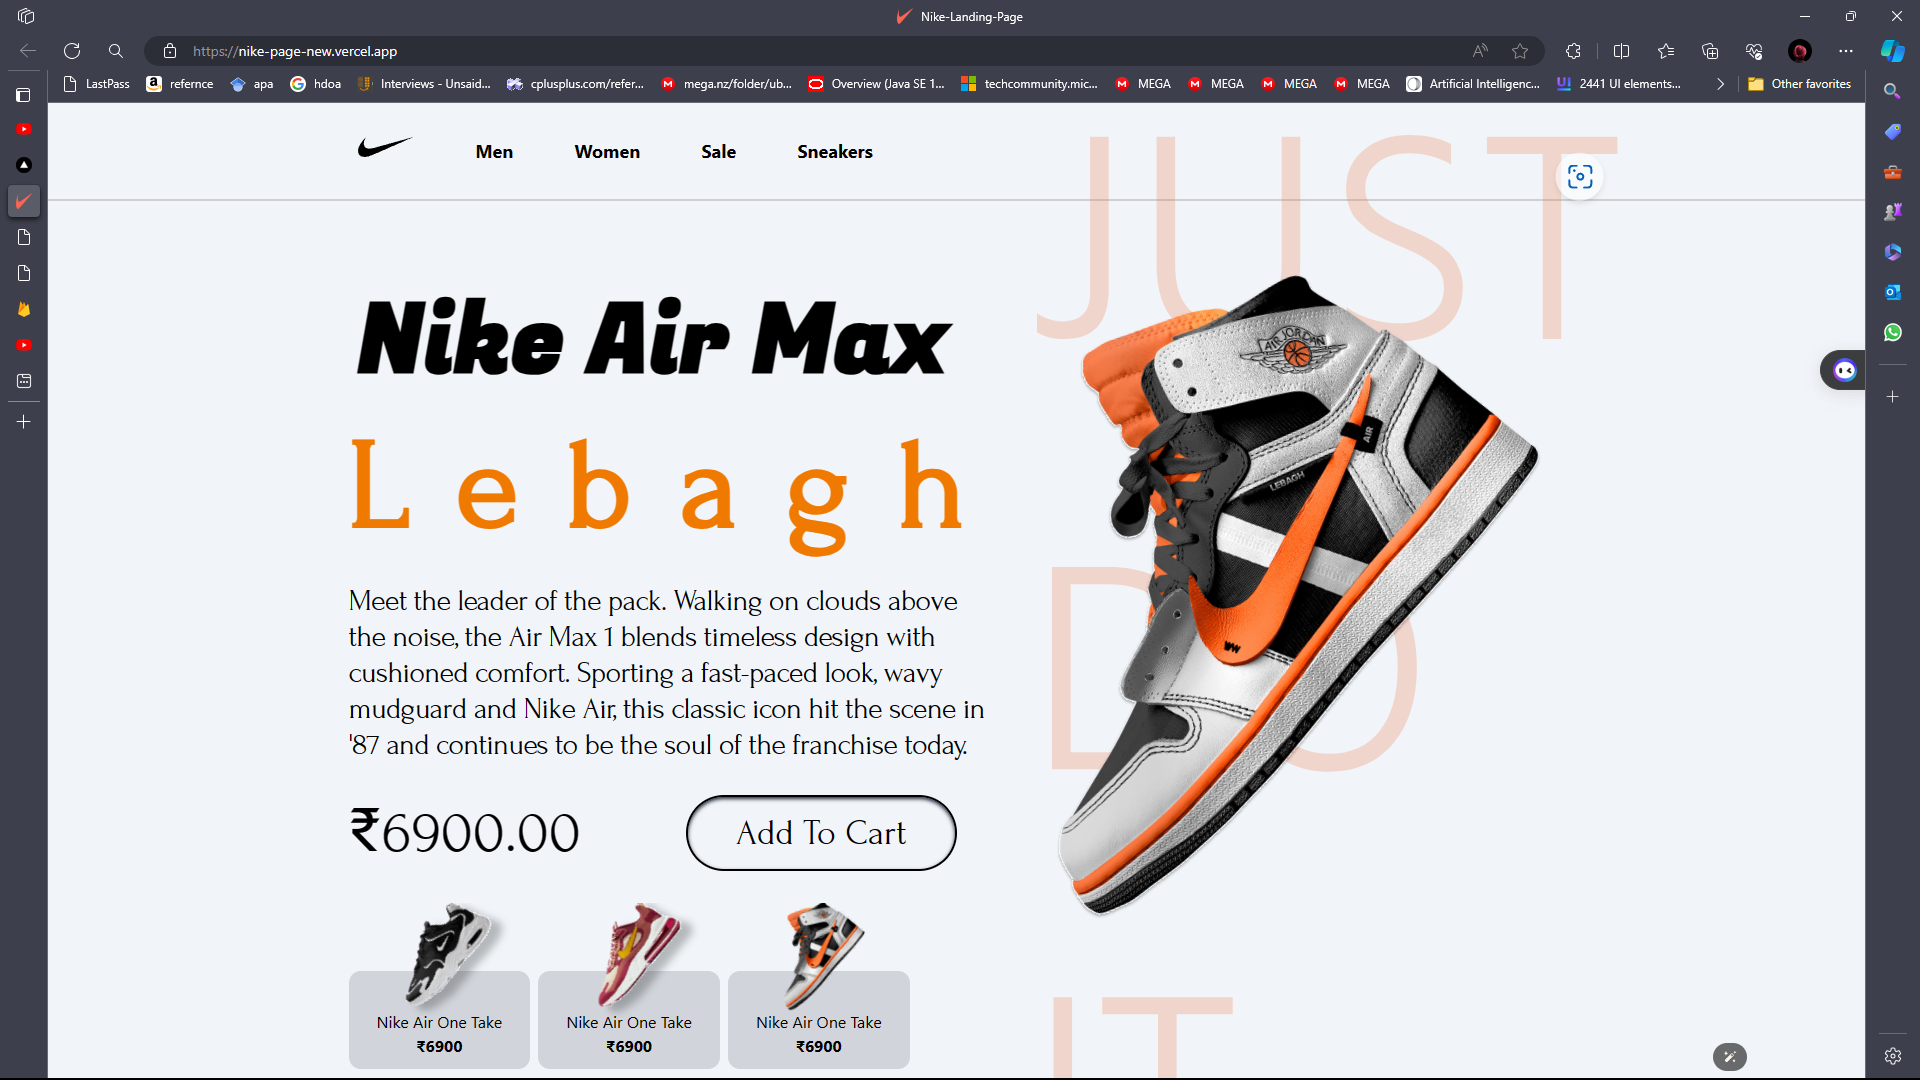 Nike-Landing-Page
https://nike-page-new.vercel.app
LastPass refernce apa hdoa Interviews - Unsaid... cplusplus.com/refer... mega.nz/folder/ub... Overview (Java SE 1... techcommunity.mic... MEGA MEGA MEGA MEGA Artificial Intelligenc... 2441 UI elements... Other favorites
Men Women Sale Sneakers
JUST
Nike Air Max
AIR JORDAN
AIR
LEBAGH
Lebagh
DO
Meet the leader of the pack. Walking on clouds above
the noise, the Air Max 1 blends timeless design with
cushioned comfort. Sporting a fast-paced look, wavy
mudguard and Nike Air, this classic icon hit the scene in
'87 and continues to be the soul of the franchise today.
₹6900.00 Add To Cart
IT
Nike Air One Take Nike Air One Take Nike Air One Take
₹6900 ₹6900 ₹6900